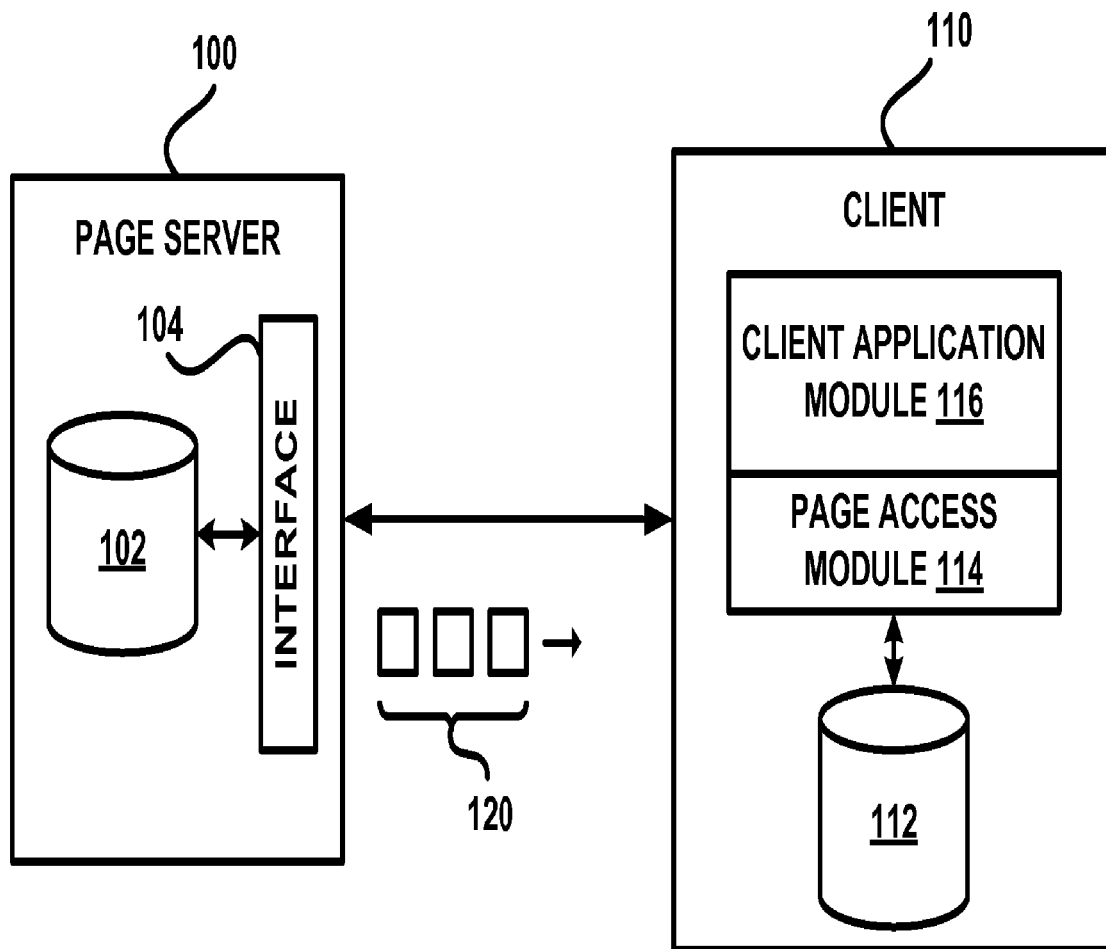 100
110
PAGE SERVER
CLIENT
104
INTERFACE
102
CLIENT APPLICATION
MODULE 116
PAGE ACCESS
MODULE 114
120
112